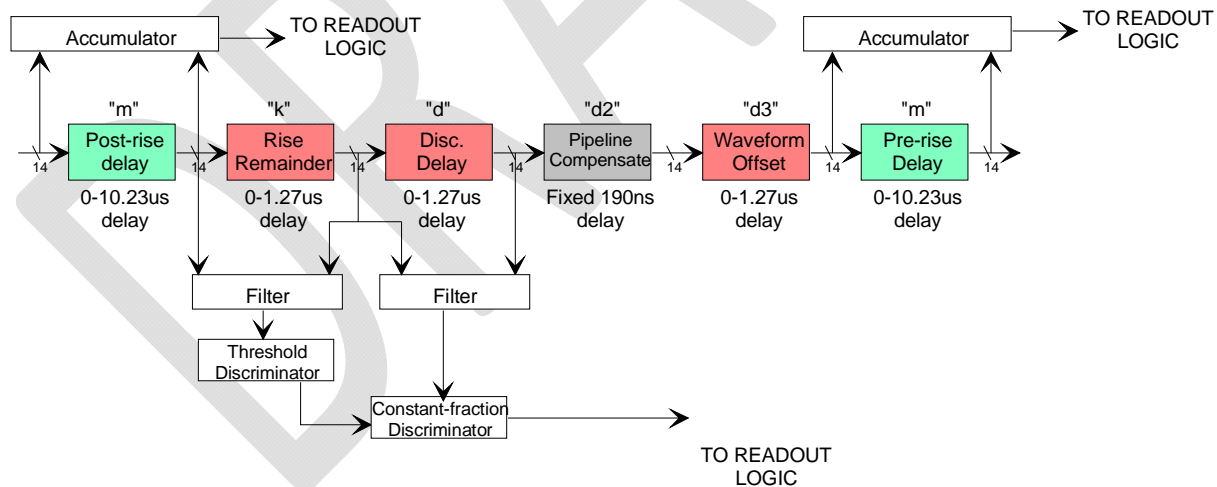 TO READOUT
LOGIC
Accumulator
TO READOUT
LOGIC
Accumulator
"m"
"k"
"d"
"d2"
"d3"
"m"
Post-rise
delay
Rise
Remainder
Disc.
Delay
Pipeline
Compensate
Waveform
Offset
Pre-rise
Delay
14
14
14
14
14
14
14
0-10.23us
delay
0-1.27us
delay
0-1.27us
delay
Fixed 190ns
delay
0-1.27us
delay
0-10.23us
delay
Filter
Filter
Threshold
Discriminator
Constant-fraction
Discriminator
TO READOUT
LOGIC
DRA